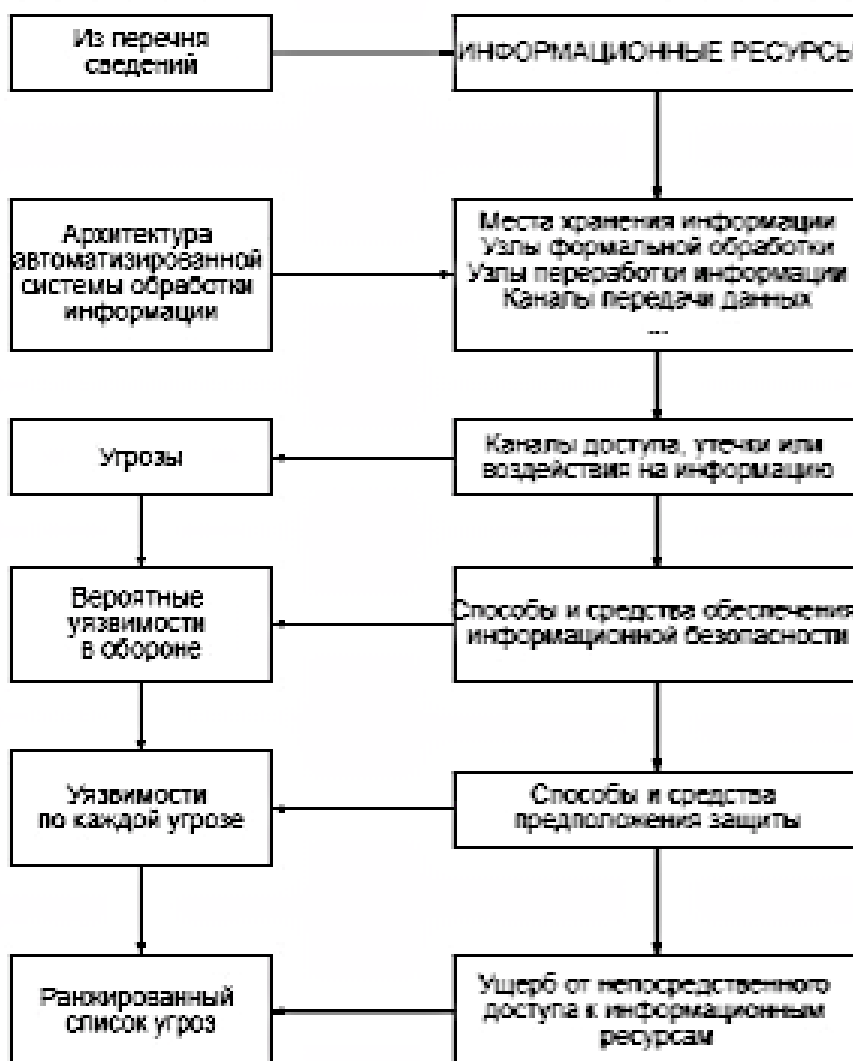 Из перечня
сведений
ИНФОРМАЦИОННЫЕ РЕСУРСЫ
Архитектура
автоматизированной
системы обработки
информации
Места хранения информации
Узлы формальной обработки
Узлы переработки информации
Каналы передачи данных
...
Угрозы
Каналы доступа, утечки или
воздействия на информацию
Вероятные
уязвимости
в обороне
Способы и средства обеспечения
информационной безопасности
Уязвимости
по каждой угрозе
Способы и средства
предположения защиты
Ранжированный
список угроз
Ущерб от непосредственного
доступа к информационным
ресурсам